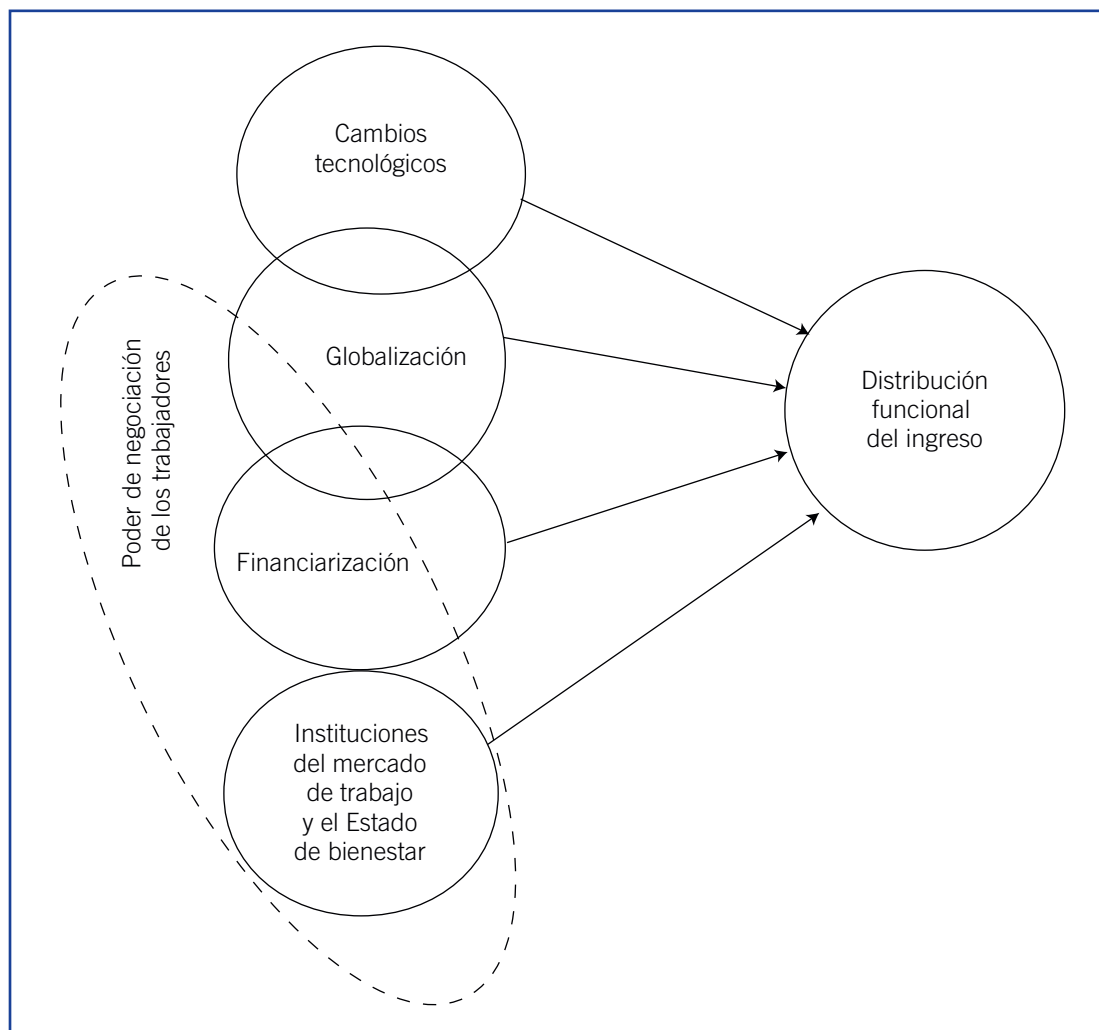 Cambios
tecnológicos
Globalización
Financiarización
Instituciones
del mercado
de trabajo
y el Estado
de bienestar
Poder de negociación
de los trabajadores
Distribución
funcional
del ingreso